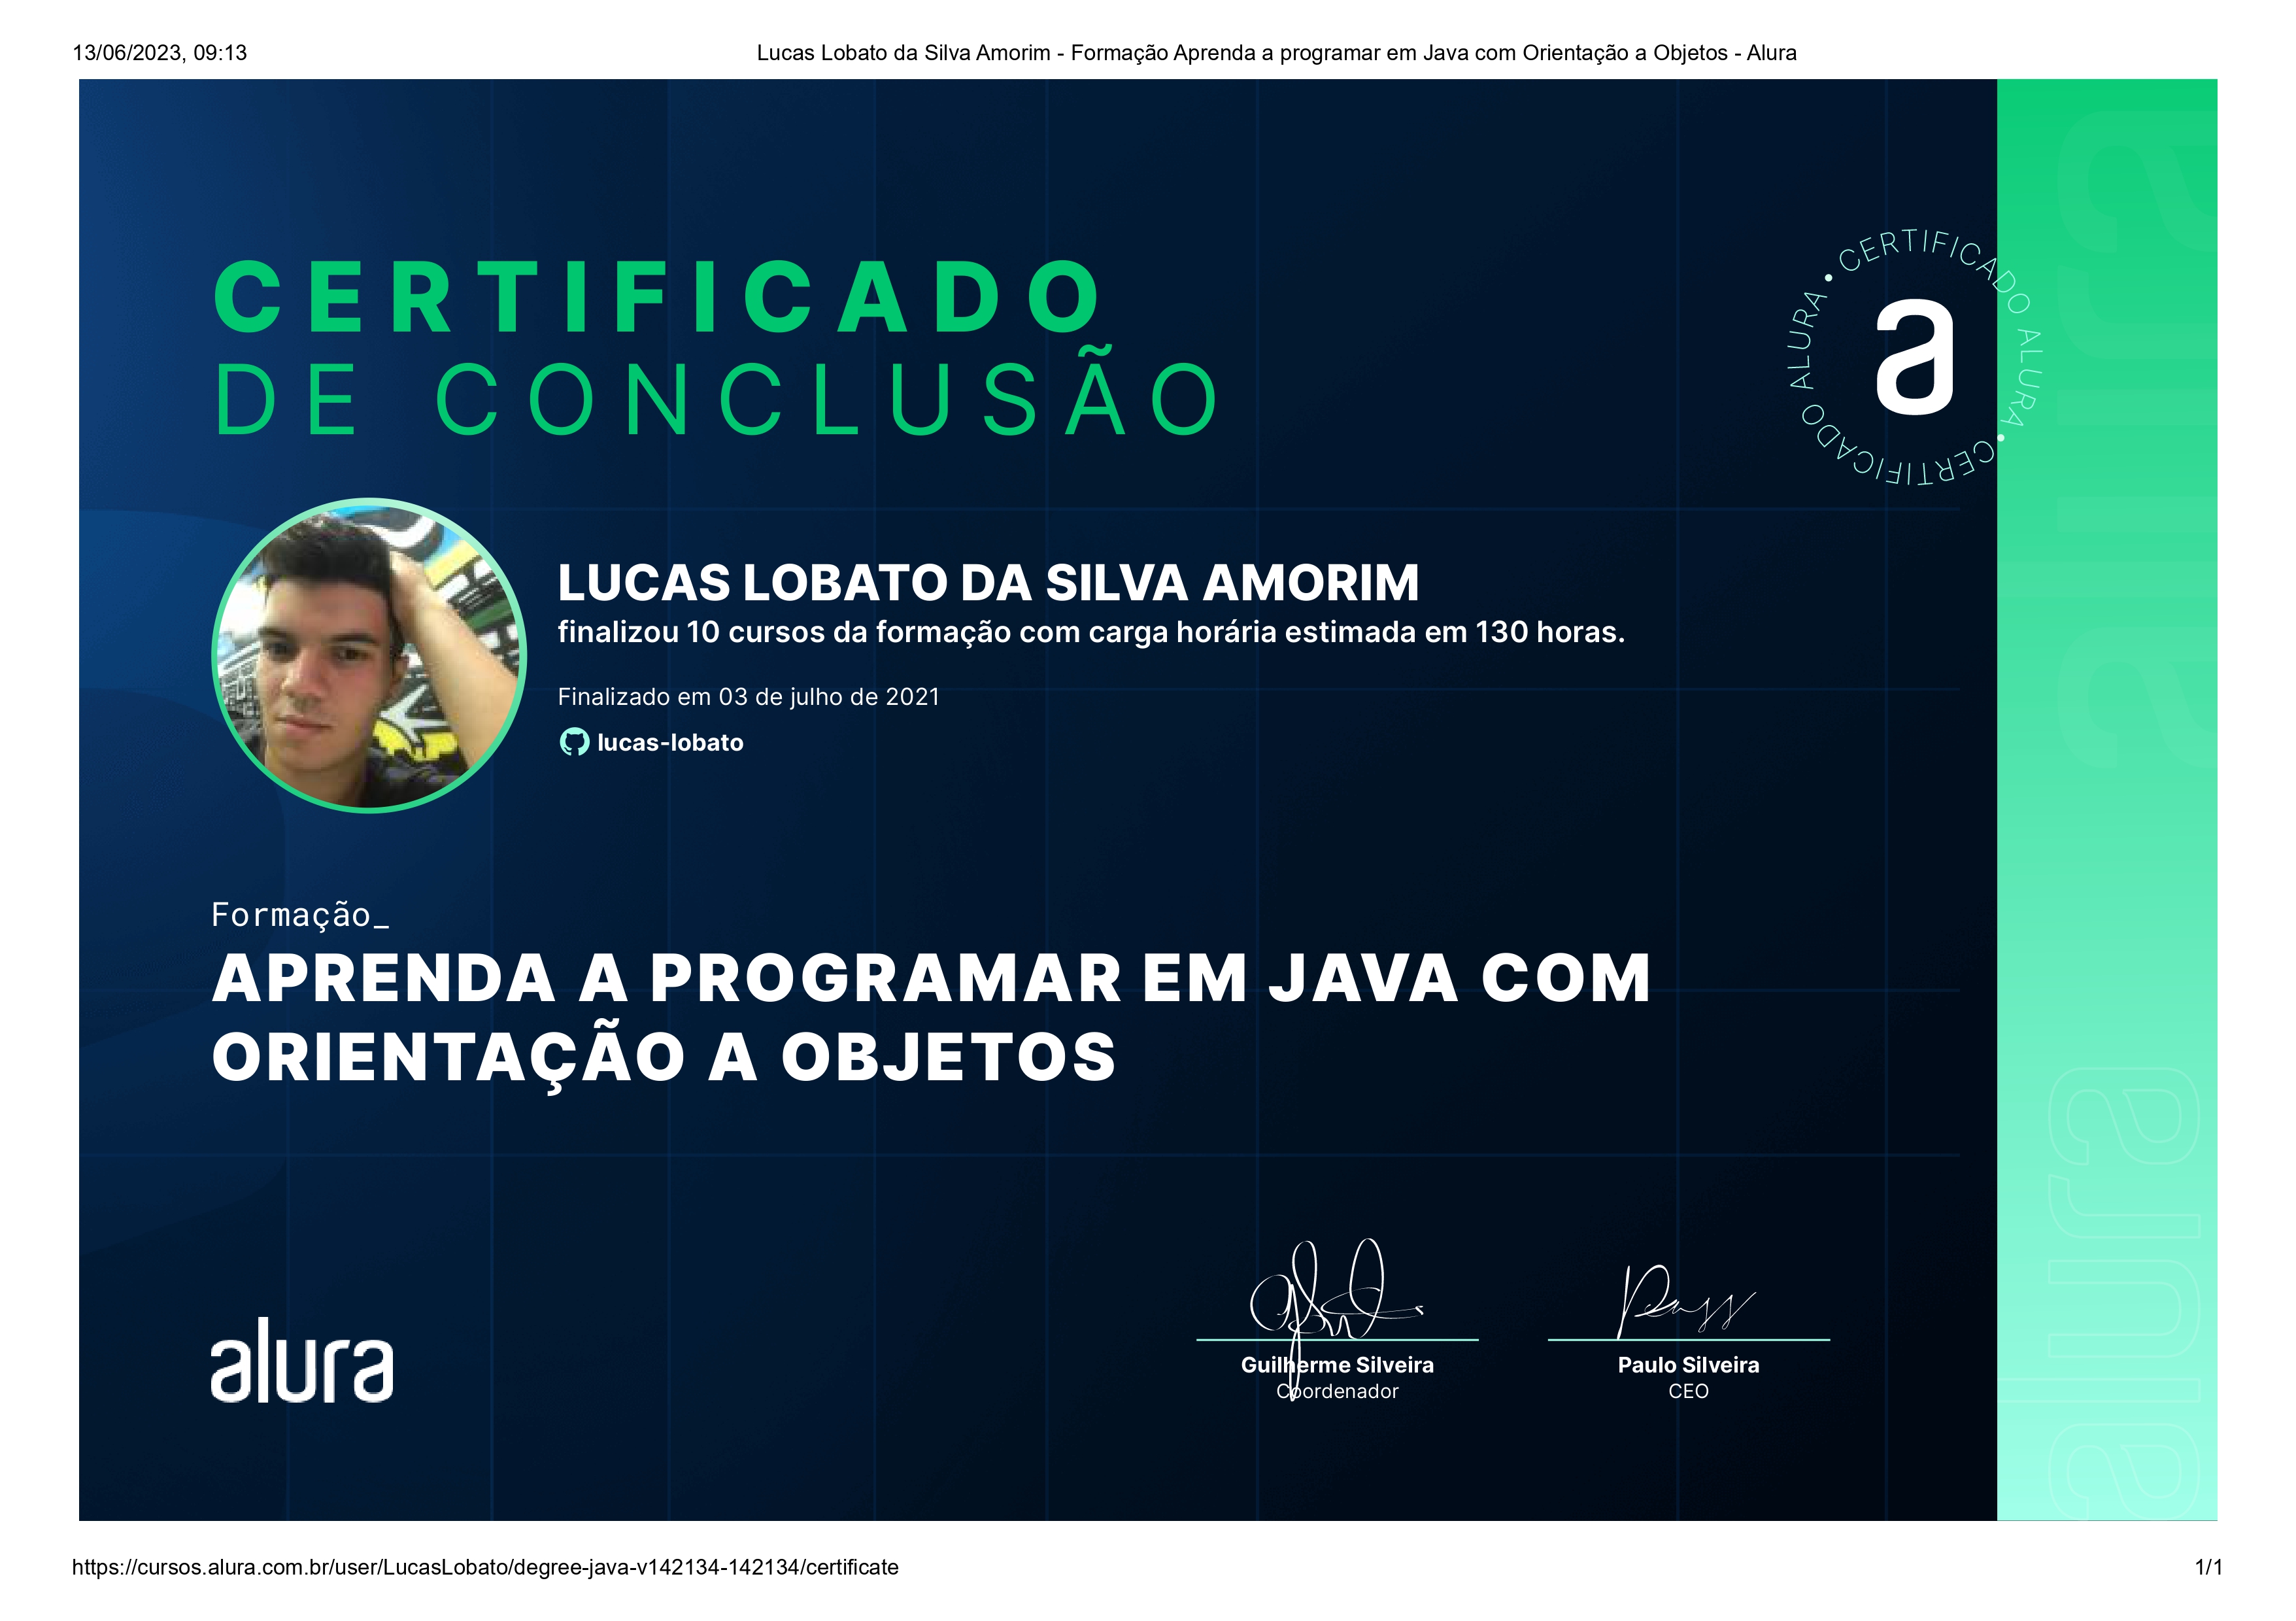 13/06/2023, 09:13
Lucas Lobato da Silva Amorim - Formação Aprenda a programar em Java com Orientação a Objetos - Alura
CERTIFICADO
DE CONCLUSÃO
CERTIFICADO ALURA • CERTIFICADO ALURA •
a
LUCAS LOBATO DA SILVA AMORIM
finalizou 10 cursos da formação com carga horária estimada em 130 horas.
Finalizado em 03 de julho de 2021
lucas-lobato
Formação_
APRENDA A PROGRAMAR EM JAVA COM
ORIENTAÇÃO A OBJETOS
alura
Guilherme Silveira
Coordenador
Paulo Silveira
CEO
alura
https://cursos.alura.com.br/user/LucasLobato/degree-java-v142134-142134/certificate
1/1